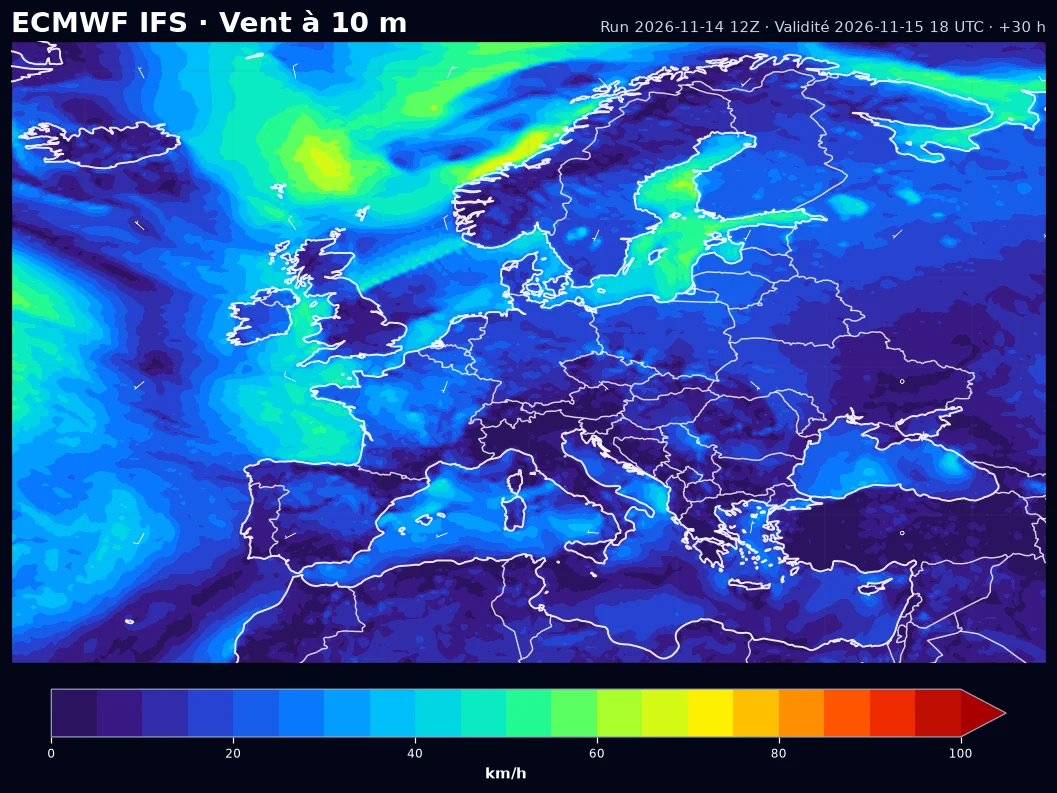 ECMWF IFS · Vent à 10 m
Run 2026-11-14 12Z · Validité 2026-11-15 18 UTC · +30 h
0 20 40 60 80 100
km/h